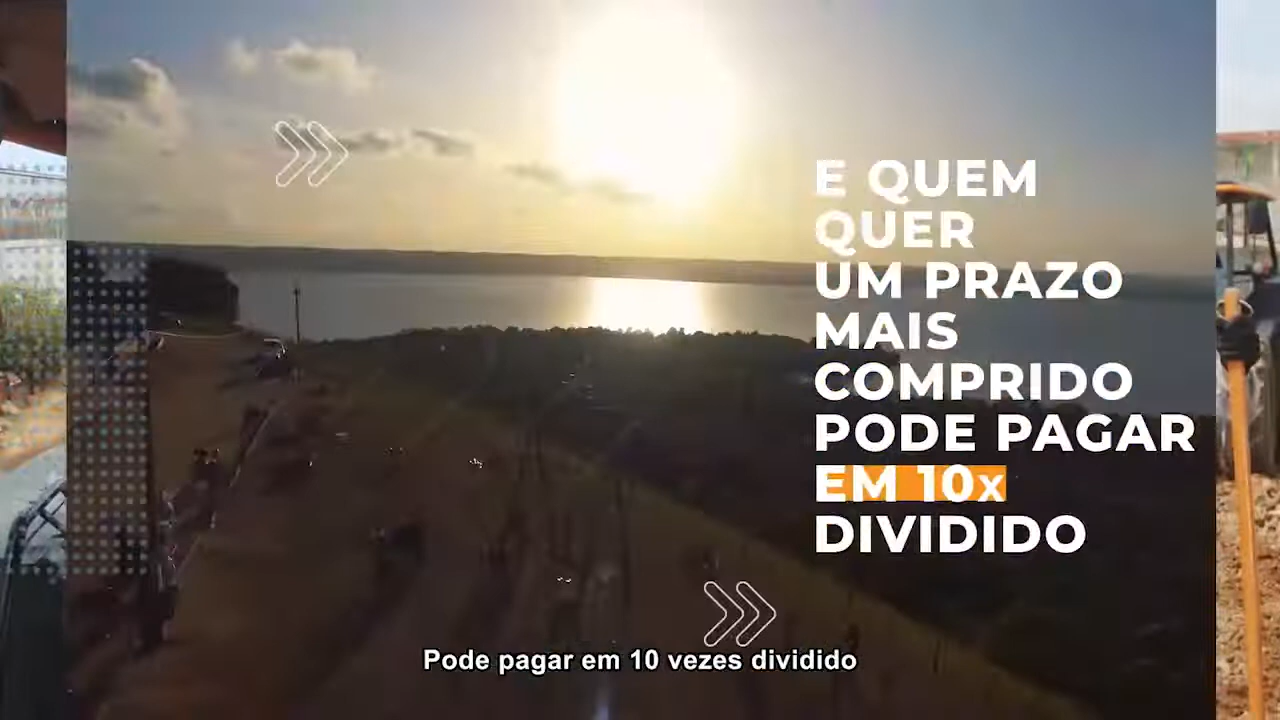 E QUEM
QUER
UM PRAZO
MAIS
COMPRIDO
PODE PAGAR
EM 10x
DIVIDIDO
Pode pagar em 10 vezes dividido